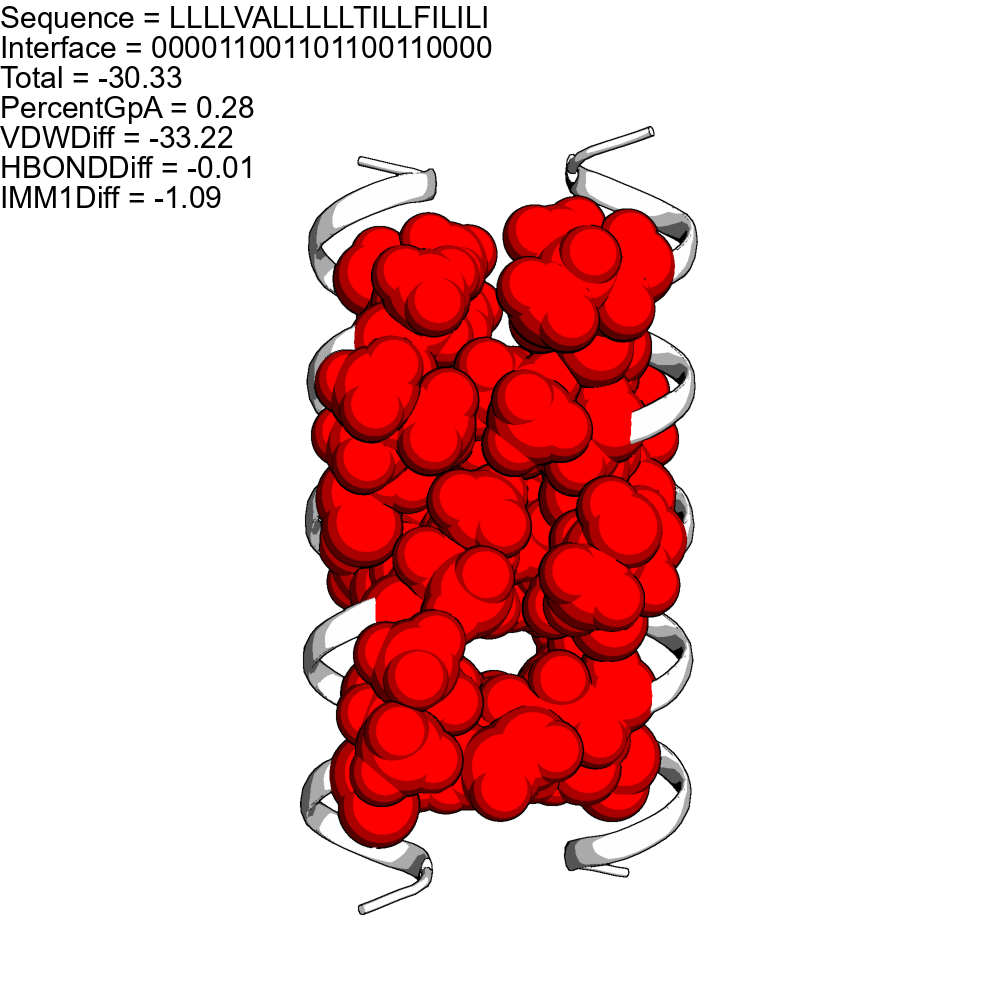 Sequence = LLLLVALLLLLTILLFILILI
Interface = 000011001101100110000
Total = -30.33
PercentGpA = 0.28
VDWDiff = -33.22
HBONDDiff = -0.01
IMM1Diff = -1.09